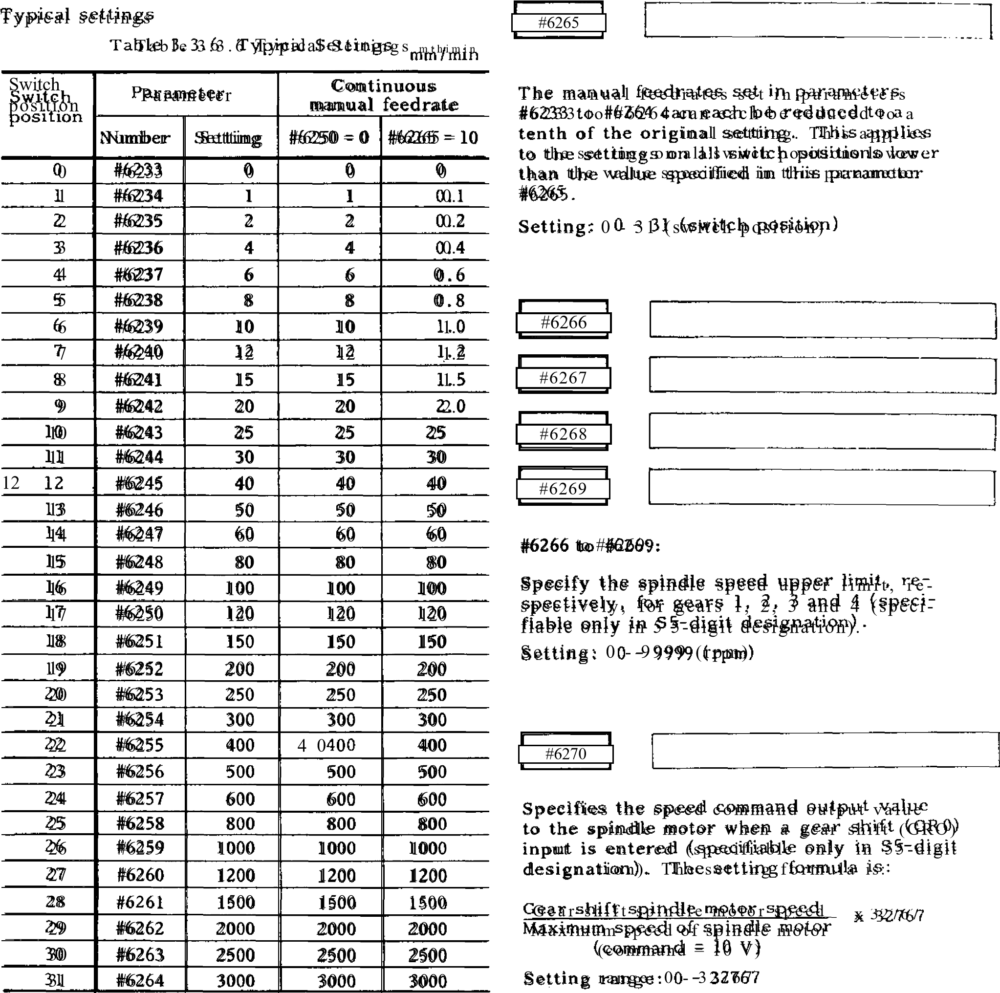 Typical settings
Table 3.3.6 Typical Settings
mm/min
Switch position Parameter Continuous manual feedrate
Number Setting #6250 = 0 #6265 = 10
0 #6233 0 0 0
1 #6234 1 1 0.1
2 #6235 2 2 0.2
3 #6236 4 4 0.4
4 #6237 6 6 0.6
5 #6238 8 8 0.8
6 #6239 10 10 1.0
7 #6240 12 12 1.2
8 #6241 15 15 1.5
9 #6242 20 20 2.0
10 #6243 25 25 25
11 #6244 30 30 30
12 #6245 40 40 40
13 #6246 50 50 50
14 #6247 60 60 60
15 #6248 80 80 80
16 #6249 100 100 100
17 #6250 120 120 120
18 #6251 150 150 150
19 #6252 200 200 200
20 #6253 250 250 250
21 #6254 300 300 300
22 #6255 400 400 400
23 #6256 500 500 500
24 #6257 600 600 600
25 #6258 800 800 800
26 #6259 1000 1000 1000
27 #6260 1200 1200 1200
28 #6261 1500 1500 1500
29 #6262 2000 2000 2000
30 #6263 2500 2500 2500
31 #6264 3000 3000 3000
#6265
The manual feedrates set in parameters
#6233 to #6264 can each be reduced to a
tenth of the original setting. This applies
to the settings on all switch positions lower
than the value specified in this parameter
#6265.
Setting: 0 - 31 (switch position)
#6266
#6267
#6268
#6269
#6266 to #6269:
Specify the spindle speed upper limit, re-
spectively, for gears 1, 2, 3 and 4 (speci-
fiable only in S5-digit designation).
Setting: 0 - 9999 (rpm)
#6270
Specifies the speed command output value
to the spindle motor when a gear shift (GRO)
input is entered (specifiable only in S5-digit
designation). The setting formula is:
Gear shift spindle motor speed x 32767
Maximum speed of spindle motor
(command = 10 V)
Setting range: 0 - 32767